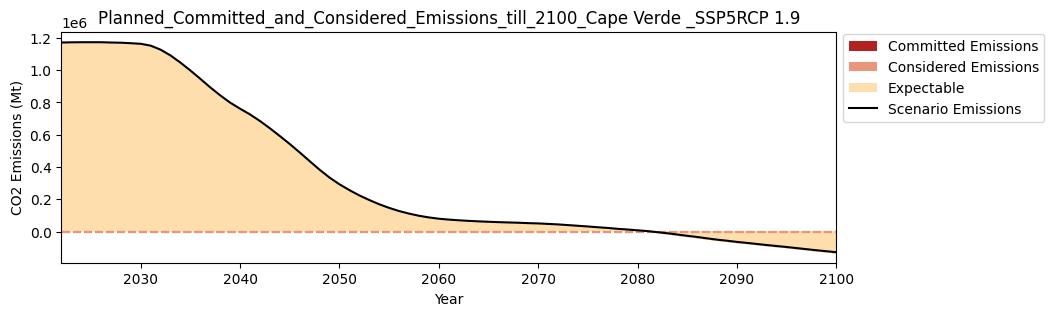 Planned_Committed_and_Considered_Emissions_till_2100_Cape Verde _SSP5RCP 1.9
1e6
CO2 Emissions (Mt)
1.2
1.0
0.8
0.6
0.4
0.2
0.0
2030 2040 2050 2060 2070 2080 2090 2100
Year
Committed Emissions
Considered Emissions
Expectable
Scenario Emissions